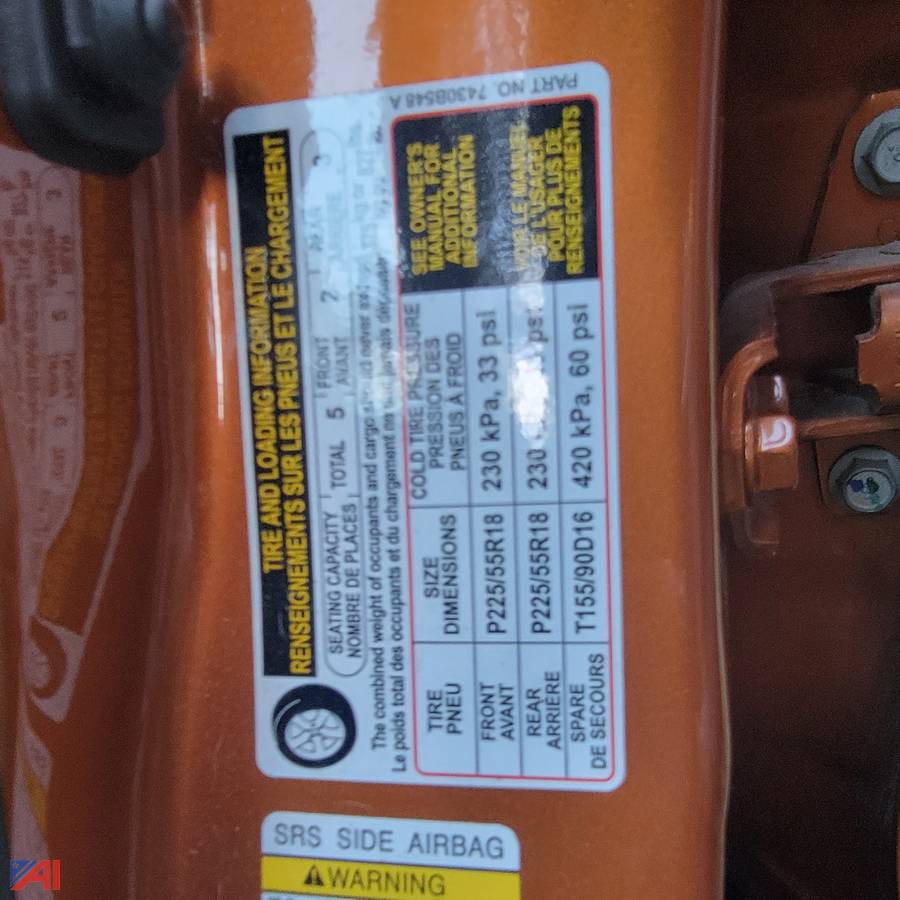 PART NO. 7430B548 A
TIRE AND LOADING INFORMATION
RENSEIGNEMENTS SUR LES PNEUS ET LE CHARGEMENT
SEATING CAPACITY TOTAL 5 FRONT 2 3
NOMBRE DE PLACES AVANT
The combined weight of occupants and cargo should never
Le poids total des occupants et du chargement ne
TIRE SIZE COLD TIRE PRESSURE
PNEU DIMENSIONS PRESSION DES
PNEUS À FROID
FRONT P225/55R18 230 kPa, 33 psi
AVANT
REAR P225/55R18 230 psi
ARRIÈRE
SPARE T155/90D16 420 kPa, 60 psi
DE SECOURS
SEE OWNER'S
MANUAL FOR
ADDITIONAL
INFORMATION
VOIR LE MANUEL
DE L'USAGER
POUR PLUS DE
RENSEIGNEMENTS
SRS SIDE AIRBAG
WARNING
AI